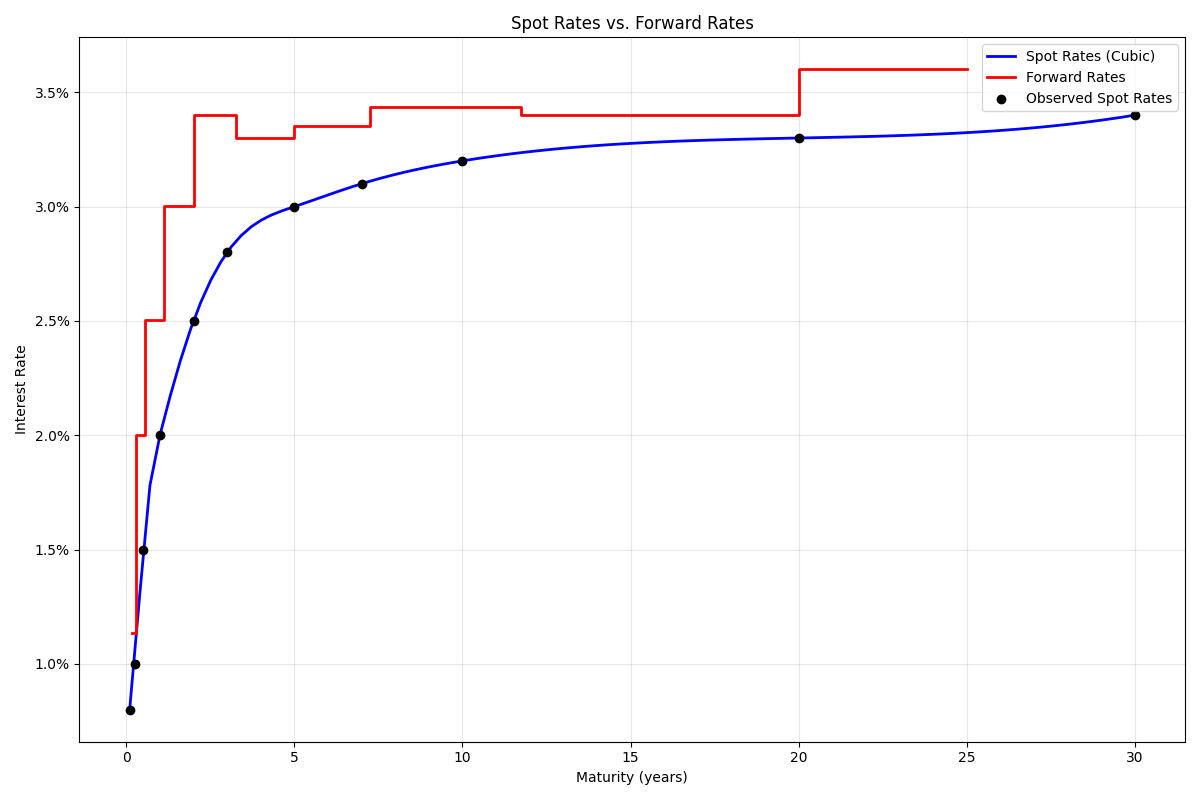 Spot Rates vs. Forward Rates
Spot Rates (Cubic)
Forward Rates
Observed Spot Rates
Interest Rate
3.5%
3.0%
2.5%
2.0%
1.5%
1.0%
0
5
10
15
20
25
30
Maturity (years)